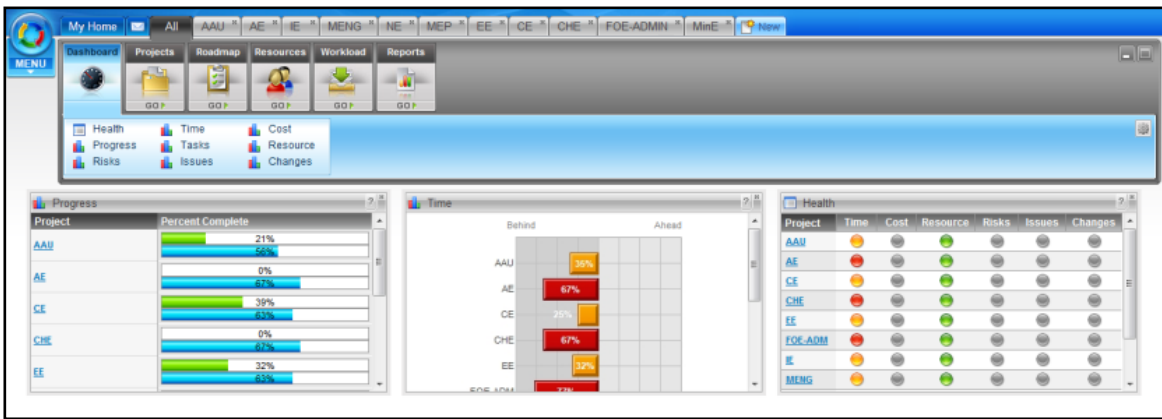 My Home All AAU AE IE MENG NE MEP EE CE CHE FOE-ADMIN MinE New
MENU
Dashboard Projects Roadmap Resources Workload Reports
GO GO GO GO GO
Health Time Cost
Progress Tasks Resource
Risks Issues Changes
Progress ?
Project Percent Complete
AAU 21%
56%
AE 0%
67%
CE 39%
63%
CHE 0%
67%
EE 32%
63%
Time ?
Behind Ahead
AAU 35%
AE 67%
CE 25%
CHE 67%
EE 32%
FOE-ADM 77%
Health ?
Project Time Cost Resource Risks Issues Changes
AAU
AE
CE
CHE
EE
FOE-ADM
IE
MENG